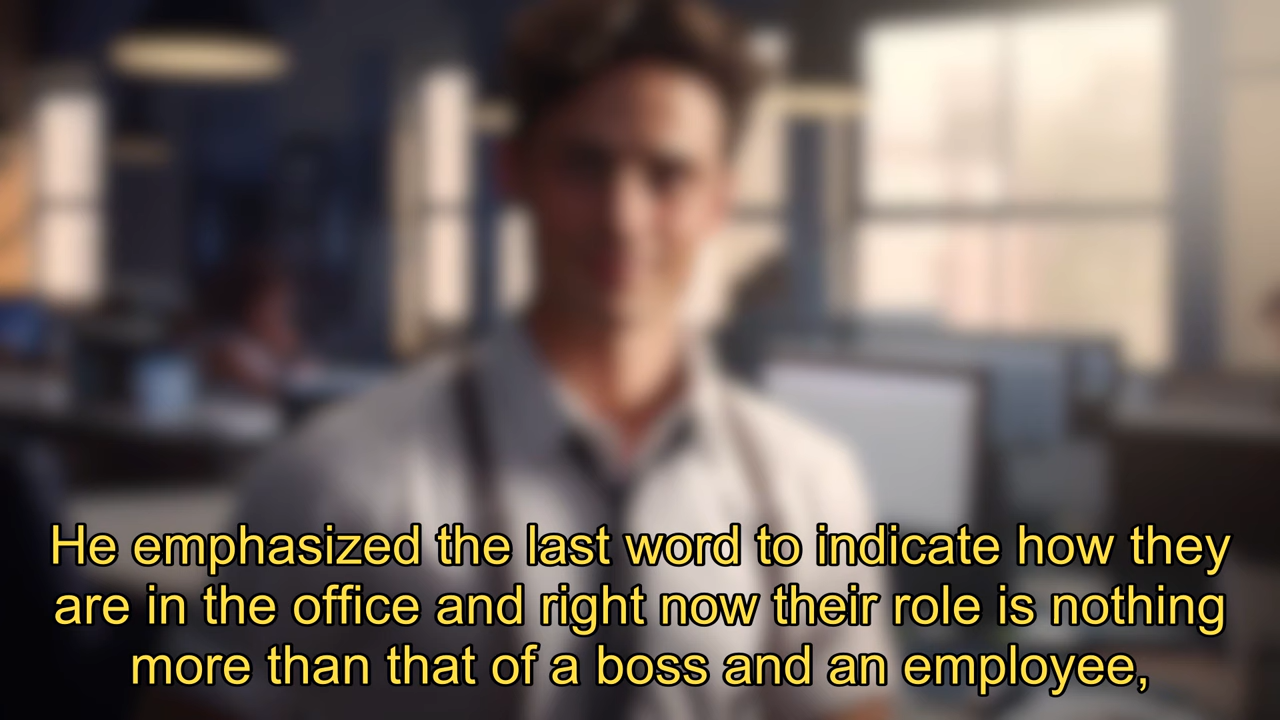 He emphasized the last word to indicate how they
are in the office and right now their role is nothing
more than that of a boss and an employee,